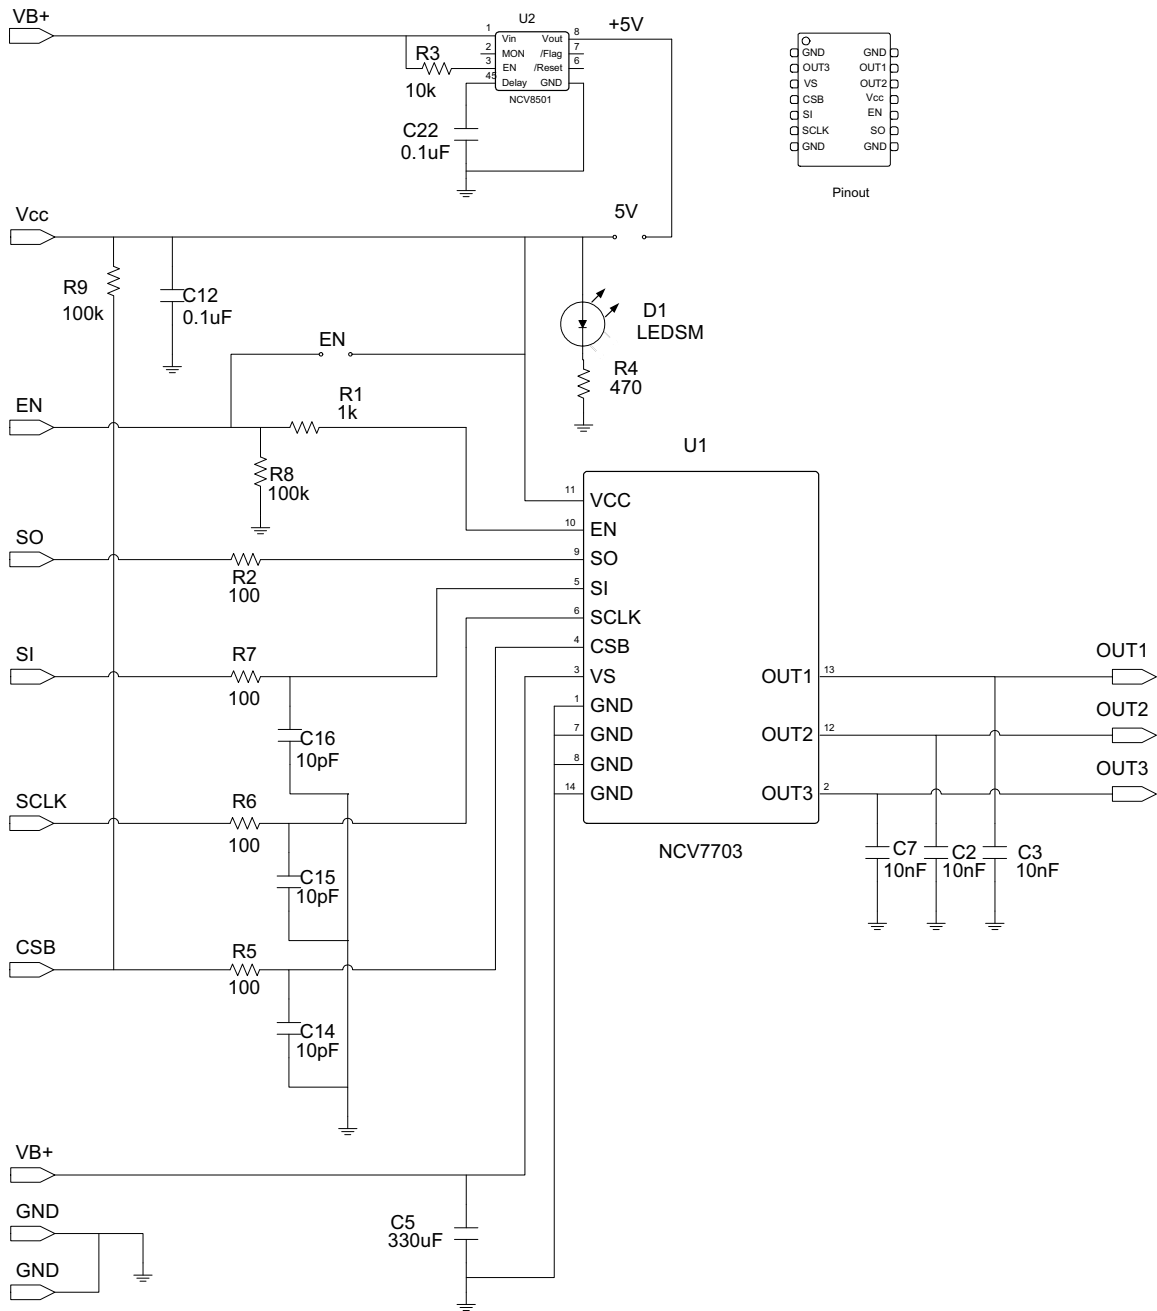 VB+
U2
+5V
1 Vin Vout 8
2 MON /Flag 7
3 EN /Reset 6
45 Delay GND
NCV8501
R3
10k
C22
0.1uF
GND GND
OUT3 OUT1
VS OUT2
CSB Vcc
SI EN
SCLK SO
GND GND
Pinout
Vcc
5V
R9
100k
C12
0.1uF
EN
D1
LEDSM
R4
470
EN
R1
1k
R8
100k
U1
11 VCC
10 EN
SO
R2
100
9 SO
5 SI
6 SCLK
4 CSB
3 VS
1 GND
7 GND
8 GND
14 GND
OUT1 13
OUT2 12
OUT3 2
NCV7703
OUT1
OUT2
OUT3
SI
R7
100
C16
10pF
SCLK
R6
100
C15
10pF
C7
10nF
C2
10nF
C3
10nF
CSB
R5
100
C14
10pF
VB+
GND
C5
330uF
GND